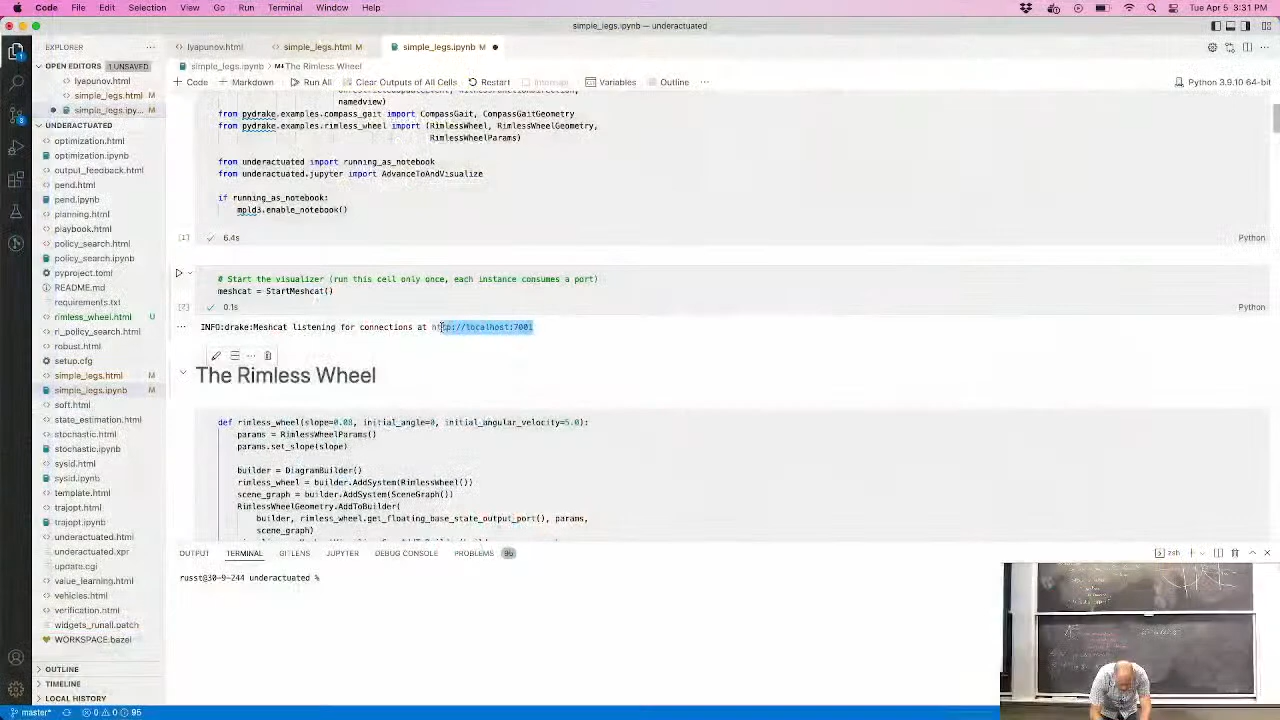 Code File Edit Selection View Go Run Terminal Window Help Tue Apr 5 3:31 PM
simple_legs.ipynb — underactuated
EXPLORER
lyapunov.html simple_legs.html M simple_legs.ipynb M
OPEN EDITORS 1 UNSAVED
lyapunov.html
simple_legs.html M
simple_legs.ipy... M
UNDERACTUATED
optimization.html
optimization.ipynb
output_feedback.html
pend.html
pend.ipynb
planning.html
playbook.html
policy_search.html
policy_search.ipynb
pyproject.toml
README.md
requirements.txt
rimless_wheel.html U
ri_policy_search.html
robust.html
setup.cfg
simple_legs.html M
simple_legs.ipynb M
soft.html
state_estimation.html
stochastic.html
stochastic.ipynb
sysid.html
sysid.ipynb
template.html
trajopt.html
trajopt.ipynb
underactuated.html
underactuated.xpr
update.cgi
value_learning.html
vehicles.html
verification.html
widgets_runall.patch
WORKSPACE.bazel
OUTLINE
TIMELINE
LOCAL HISTORY
simple_legs.ipynb > M↓ The Rimless Wheel
+ Code + Markdown Run All Clear Outputs of All Cells Restart Interrupt Variables Outline ... Python 3.9.10 64-bit
namedview)
from pydrake.examples.compass_gait import CompassGait, CompassGaitGeometry
from pydrake.examples.rimless_wheel import (RimlessWheel, RimlessWheelGeometry,
RimlessWheelParams)
from underactuated import running_as_notebook
from underactuated.jupyter import AdvanceToAndVisualize
if running_as_notebook:
mpld3.enable_notebook()
[1] 6.4s Python
# Start the visualizer (run this cell only once, each instance consumes a port)
meshcat = StartMeshcat()
[2] 0.1s Python
INFO:drake:Meshcat listening for connections at http://localhost:7001
The Rimless Wheel
def rimless_wheel(slope=0.08, initial_angle=0, initial_angular_velocity=5.0):
params = RimlessWheelParams()
params.set_slope(slope)
builder = DiagramBuilder()
rimless_wheel = builder.AddSystem(RimlessWheel())
scene_graph = builder.AddSystem(SceneGraph())
RimlessWheelGeometry.AddToBuilder(
builder, rimless_wheel.get_floating_base_state_output_port(), params,
scene_graph)
OUTPUT TERMINAL GITLENS JUPYTER DEBUG CONSOLE PROBLEMS 95 zsh
russt@30-9-244 underactuated %
master* 0 0 95